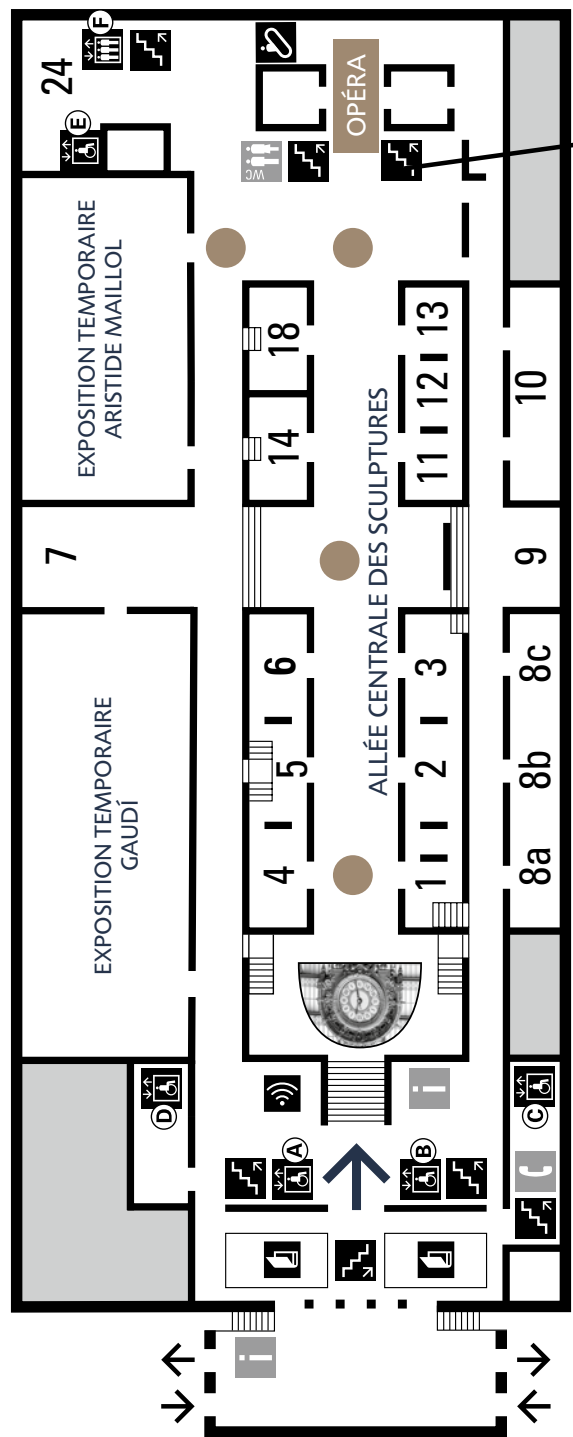 24
F
E
EXPOSITION TEMPORAIRE
ARISTIDE MAILLOL
7
EXPOSITION TEMPORAIRE
GAUDÍ
D
WC
OPÉRA
18
14
6
5
4
ALLÉE CENTRALE DES SCULPTURES
13
12
11
3
2
1
10
9
8c
8b
8a
i
A
B
C
i